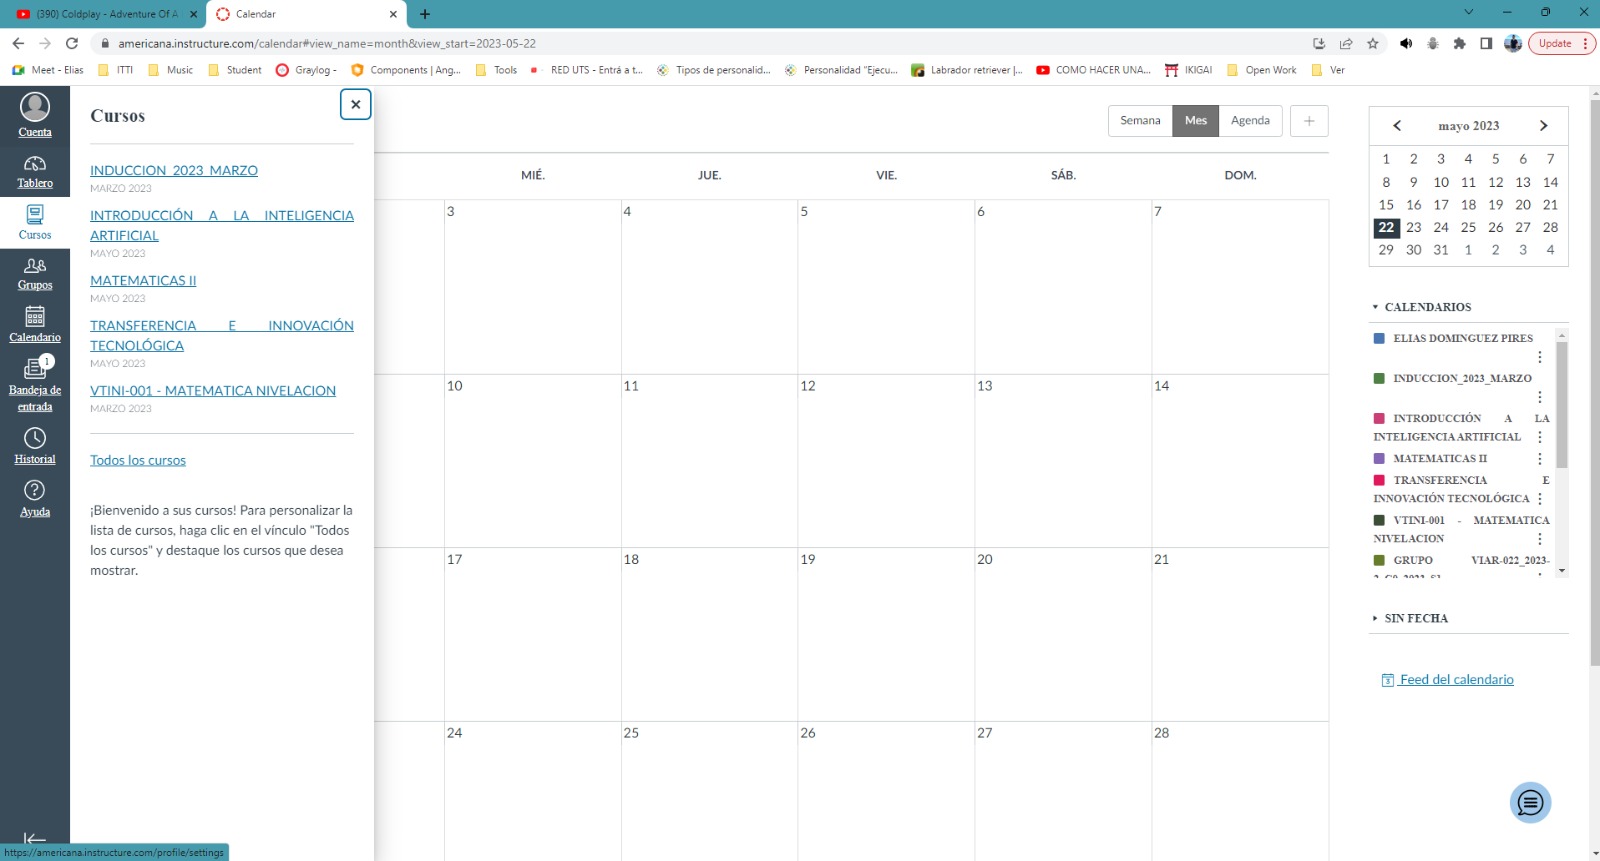 (390) Coldplay - Adventure Of A
Calendar
americana.instructure.com/calendar#view_name=month&view_start=2023-05-22
Update
Meet - Elias
ITTI
Music
Student
Graylog -
Components | Ang...
Tools
RED UTS - Entrá a t...
Tipos de personalid...
Personalidad "Ejecu...
Labrador retriever |...
COMO HACER UNA...
IKIGAI
Open Work
Ver
Cuenta
Tablero
Cursos
Grupos
Calendario
1
Bandeja de
entrada
Historial
Ayuda
Cursos
INDUCCION_2023_MARZO
MARZO 2023
INTRODUCCIÓN A LA INTELIGENCIA
ARTIFICIAL
MAYO 2023
MATEMATICAS II
MAYO 2023
TRANSFERENCIA E INNOVACIÓN
TECNOLÓGICA
MAYO 2023
VTINI-001 - MATEMATICA NIVELACION
MARZO 2023
Todos los cursos
¡Bienvenido a sus cursos! Para personalizar la
lista de cursos, haga clic en el vínculo "Todos
los cursos" y destaque los cursos que desea
mostrar.
Semana Mes Agenda
MIÉ. JUE. VIE. SÁB. DOM.
3 4 5 6 7
10 11 12 13 14
17 18 19 20 21
24 25 26 27 28
mayo 2023
1 2 3 4 5 6 7
8 9 10 11 12 13 14
15 16 17 18 19 20 21
22 23 24 25 26 27 28
29 30 31 1 2 3 4
CALENDARIOS
ELIAS DOMINGUEZ PIRES
INDUCCION_2023_MARZO
INTRODUCCIÓN A LA
INTELIGENCIA ARTIFICIAL
MATEMATICAS II
TRANSFERENCIA E
INNOVACIÓN TECNOLÓGICA
VTINI-001 - MATEMATICA
NIVELACION
GRUPO VIAR-022_2023-
SIN FECHA
Feed del calendario
https://americana.instructure.com/profile/settings